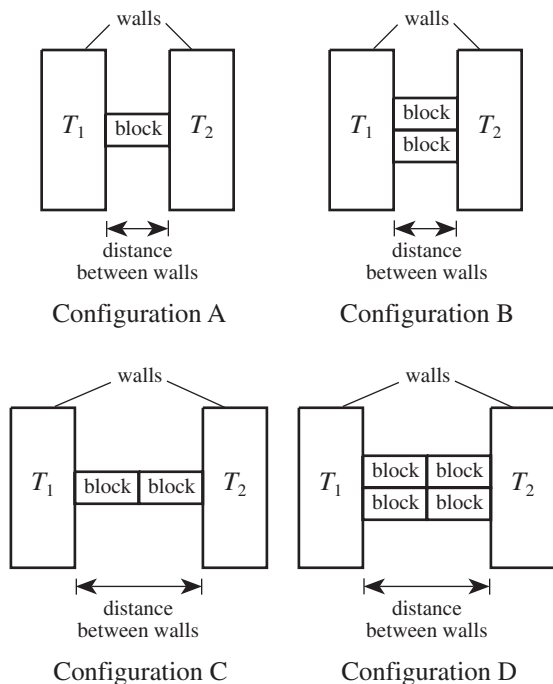 walls
walls
T₁
block
T₂
T₁
block
block
T₂
distance
between walls
distance
between walls
Configuration A
Configuration B
walls
walls
T₁
block
block
T₂
T₁
block
block
block
block
T₂
distance
between walls
distance
between walls
Configuration C
Configuration D